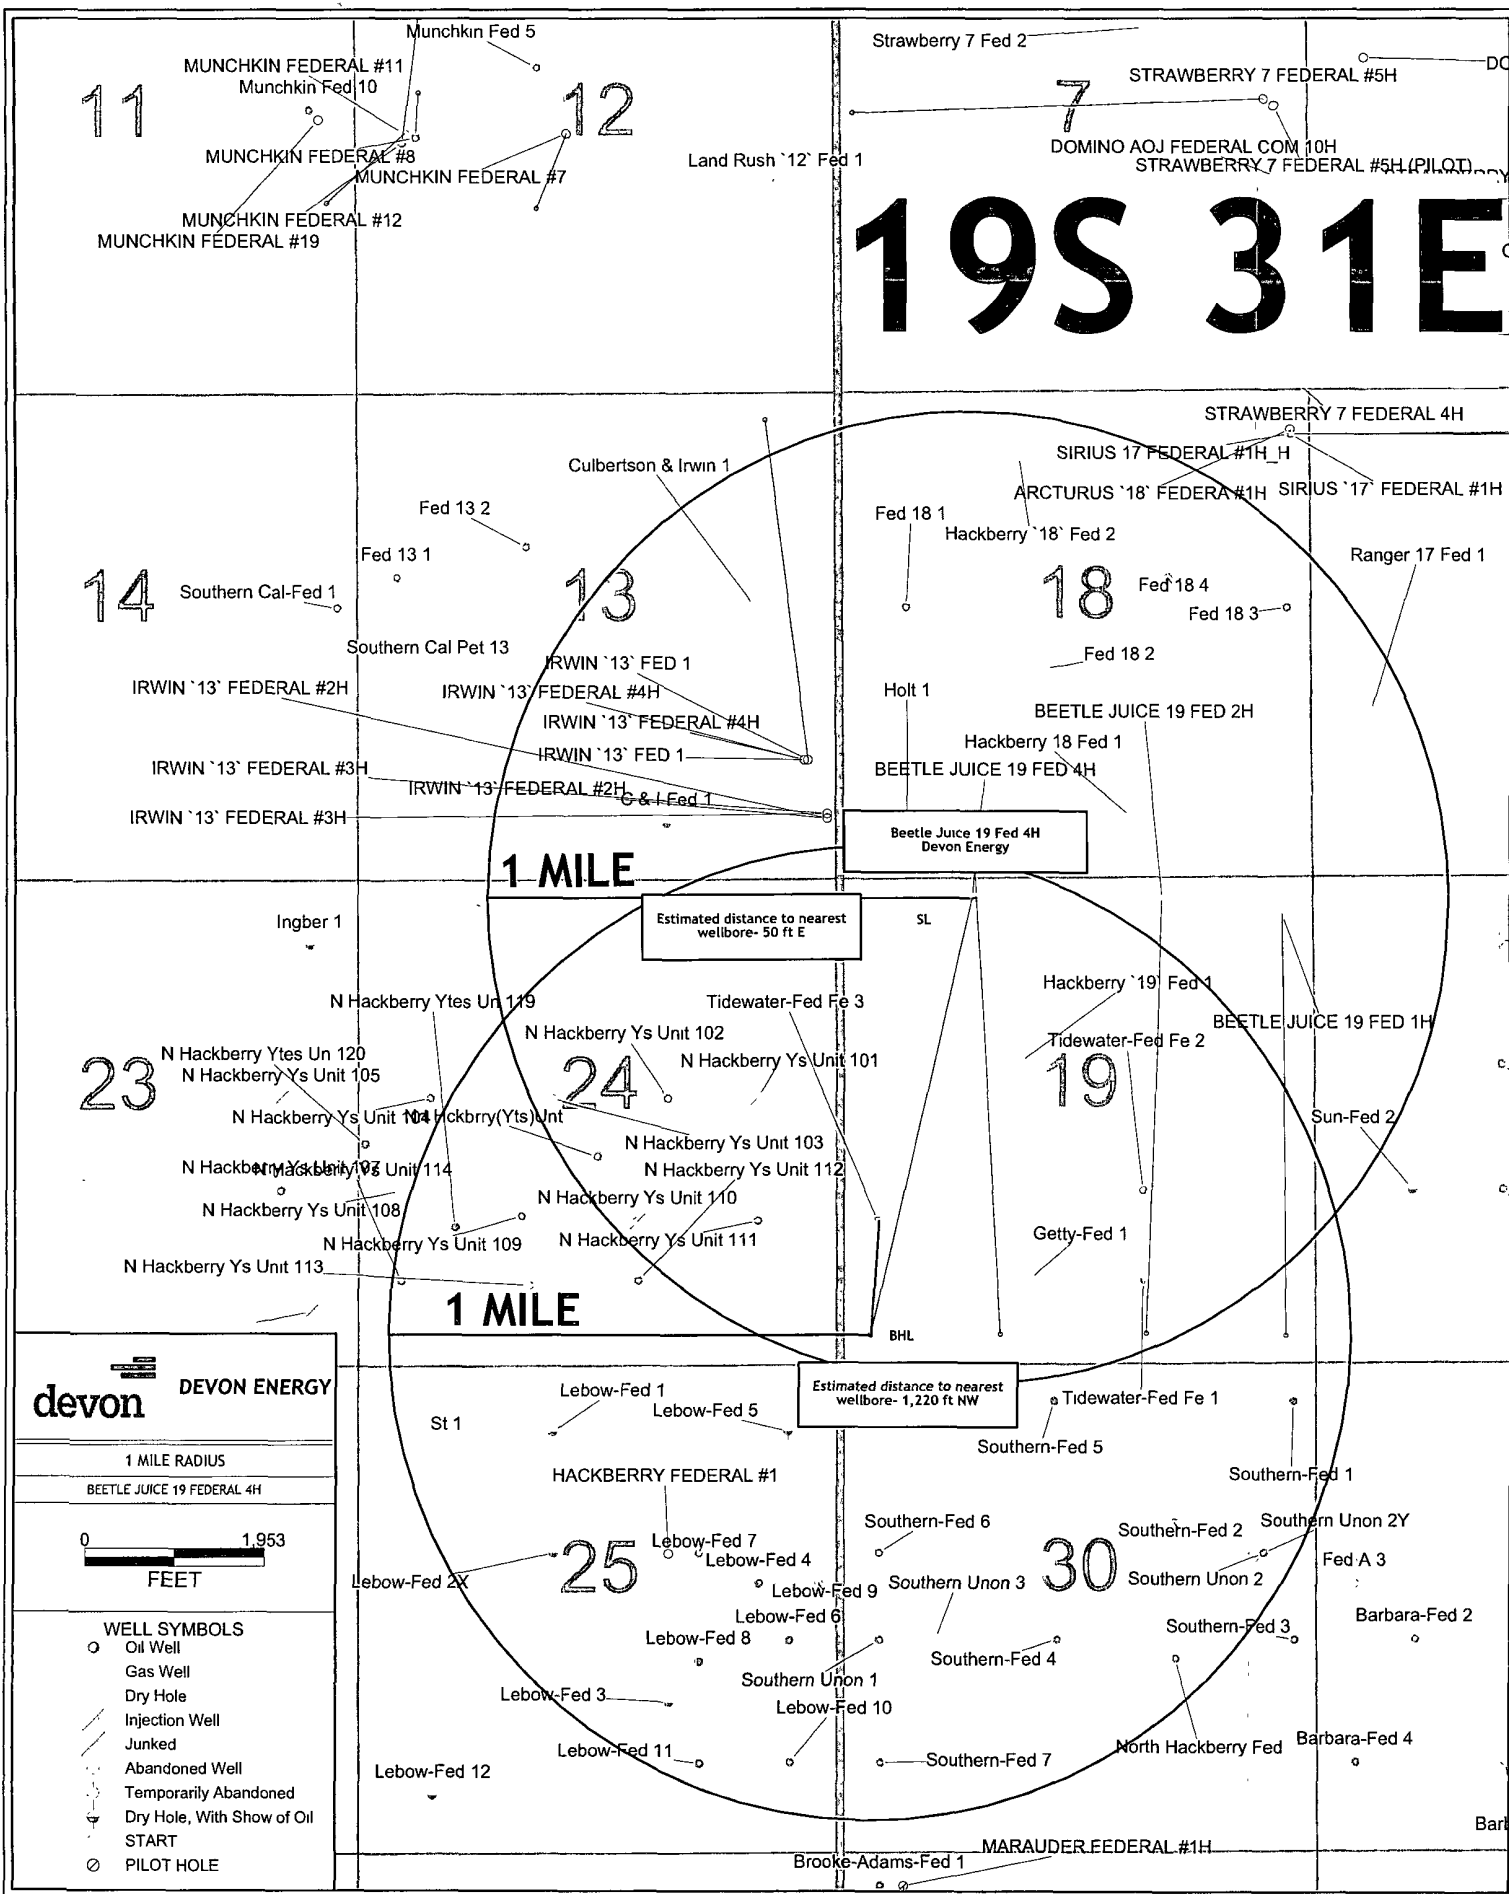 Munchkin Fed 5
Strawberry 7 Fed 2
MUNCHKIN FEDERAL #11
STRAWBERRY 7 FEDERAL #5H
Munchkin Fed 10
11
12
7
DOMINO AOJ FEDERAL COM 10H
MUNCHKIN FEDERAL #8
Land Rush `12` Fed 1
STRAWBERRY 7 FEDERAL #5H (PILOT)
MUNCHKIN FEDERAL #7
MUNCHKIN FEDERAL #12
MUNCHKIN FEDERAL #19
19S 31E
STRAWBERRY 7 FEDERAL 4H
SIRIUS 17 FEDERAL #1H_H
Culbertson & Irwin 1
ARCTURUS `18` FEDERA #1H
SIRIUS `17` FEDERAL #1H
Fed 13 2
Fed 18 1
Hackberry `18` Fed 2
Fed 13 1
Ranger 17 Fed 1
14
Southern Cal-Fed 1
13
18
Fed 18 4
Fed 18 3
Southern Cal Pet 13
Fed 18 2
IRWIN `13` FED 1
IRWIN `13` FEDERAL #2H
IRWIN `13` FEDERAL #4H
Holt 1
BEETLE JUICE 19 FED 2H
IRWIN `13` FEDERAL #4H
Hackberry 18 Fed 1
IRWIN `13` FED 1
IRWIN `13` FEDERAL #3H
BEETLE JUICE 19 FED 4H
IRWIN `13` FEDERAL #2H
C & I Fed 1
IRWIN `13` FEDERAL #3H
Beetle Juice 19 Fed 4H
Devon Energy
1 MILE
Estimated distance to nearest
wellbore- 50 ft E
SL
Ingber 1
Hackberry `19` Fed 1
N Hackberry Ytes Un 119
Tidewater-Fed Fe 3
BEETLE JUICE 19 FED 1H
N Hackberry Ys Unit 102
Tidewater-Fed Fe 2
N Hackberry Ytes Un 120
N Hackberry Ys Unit 101
N Hackberry Ys Unit 105
23
24
19
N Hackberry Ys Unit 104
Hckbrry(Yts)Unt
Sun-Fed 2
N Hackberry Ys Unit 103
N Hackberry Ys Unit 114
N Hackberry Ys Unit 112
N Hackberry Ys Unit 110
N Hackberry Ys Unit 108
N Hackberry Ys Unit 109
N Hackberry Ys Unit 111
Getty-Fed 1
N Hackberry Ys Unit 113
1 MILE
BHL
devon
DEVON ENERGY
Estimated distance to nearest
wellbore- 1,220 ft NW
Lebow-Fed 1
Tidewater-Fed Fe 1
Lebow-Fed 5
St 1
Southern-Fed 5
1 MILE RADIUS
HACKBERRY FEDERAL #1
Southern-Fed 1
BEETLE JUICE 19 FEDERAL 4H
Southern-Fed 6
Southern Unon 2Y
Southern-Fed 2
0
1,953
FEET
Lebow-Fed 7
Lebow-Fed 4
25
30
Fed A 3
Lebow-Fed 2X
Lebow-Fed 9
Southern Unon 3
Southern Unon 2
Lebow-Fed 6
Barbara-Fed 2
Southern-Fed 3
Lebow-Fed 8
Southern-Fed 4
Southern Unon 1
Lebow-Fed 3
Lebow-Fed 10
Barbara-Fed 4
North Hackberry Fed
Lebow-Fed 11
Southern-Fed 7
Lebow-Fed 12
WELL SYMBOLS
Oil Well
Gas Well
Dry Hole
Injection Well
Junked
Abandoned Well
Temporarily Abandoned
Dry Hole, With Show of Oil
START
PILOT HOLE
MARAUDER FEDERAL #1H
Brooke-Adams-Fed 1